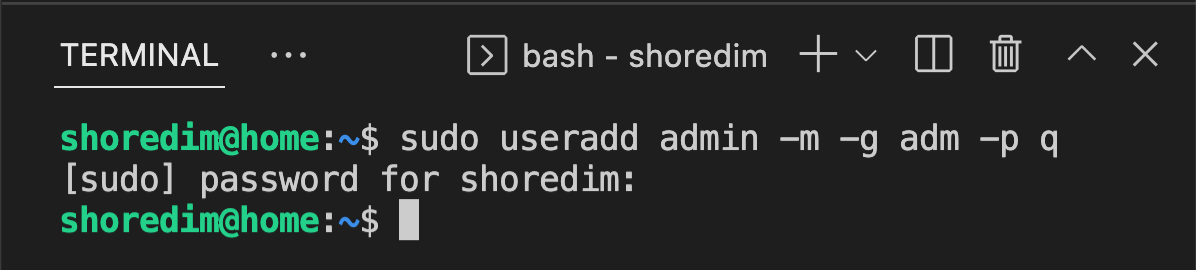 TERMINAL ··· bash - shoredim
shoredim@home:~$ sudo useradd admin -m -g adm -p q
[sudo] password for shoredim:
shoredim@home:~$